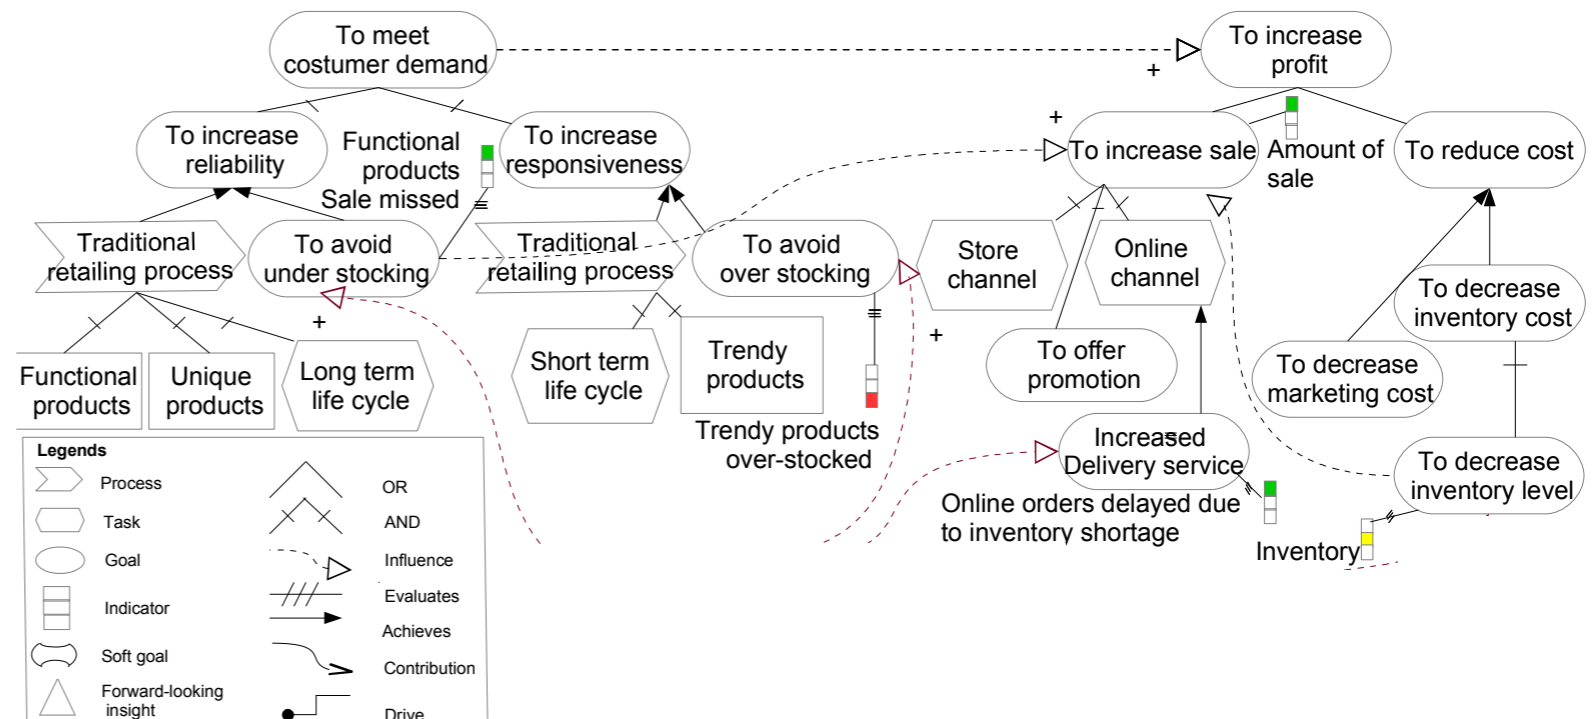 To meet
costumer demand
To increase
profit
+
To increase
reliability
Functional
products
Sale missed
To increase
responsiveness
+
To increase sale
Amount of
sale
To reduce cost
Traditional
retailing process
To avoid
under stocking
Traditional
retailing process
To avoid
over stocking
Store
channel
Online
channel
To decrease
inventory cost
+
+
Functional
products
Unique
products
Long term
life cycle
Short term
life cycle
Trendy
products
To offer
promotion
To decrease
marketing cost
Trendy products
over-stocked
Increased
Delivery service
To decrease
inventory level
Online orders delayed due
to inventory shortage
Inventory
Legends
Process
OR
Task
AND
Goal
Influence
Indicator
Evaluates
Achieves
Soft goal
Contribution
Forward-looking
insight
Drive